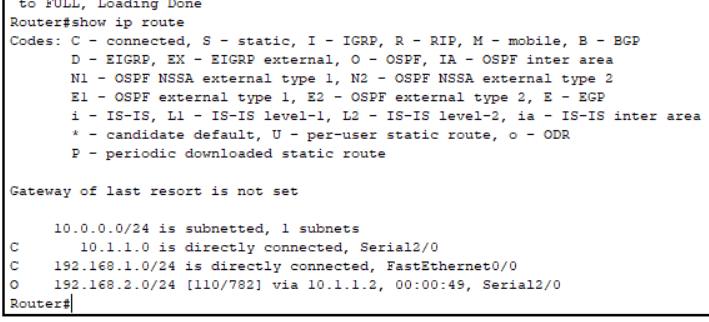 to FULL, Loading Done
Router#show ip route
Codes: C - connected, S - static, I - IGRP, R - RIP, M - mobile, B - BGP
       D - EIGRP, EX - EIGRP external, O - OSPF, IA - OSPF inter area
       N1 - OSPF NSSA external type 1, N2 - OSPF NSSA external type 2
       E1 - OSPF external type 1, E2 - OSPF external type 2, E - EGP
       i - IS-IS, L1 - IS-IS level-1, L2 - IS-IS level-2, ia - IS-IS inter area
       * - candidate default, U - per-user static route, o - ODR
       P - periodic downloaded static route
Gateway of last resort is not set
     10.0.0.0/24 is subnetted, 1 subnets
C       10.1.1.0 is directly connected, Serial2/0
C    192.168.1.0/24 is directly connected, FastEthernet0/0
O    192.168.2.0/24 [110/782] via 10.1.1.2, 00:00:49, Serial2/0
Router#